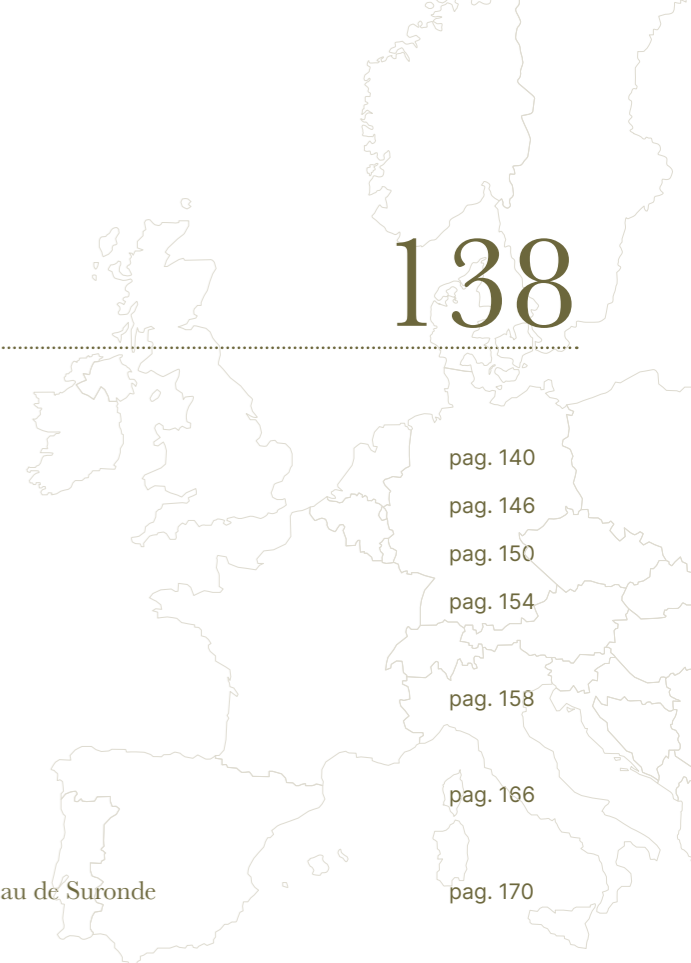 138
pag. 140
pag. 146
pag. 150
pag. 154
pag. 158
pag. 166
au de Suronde pag. 170